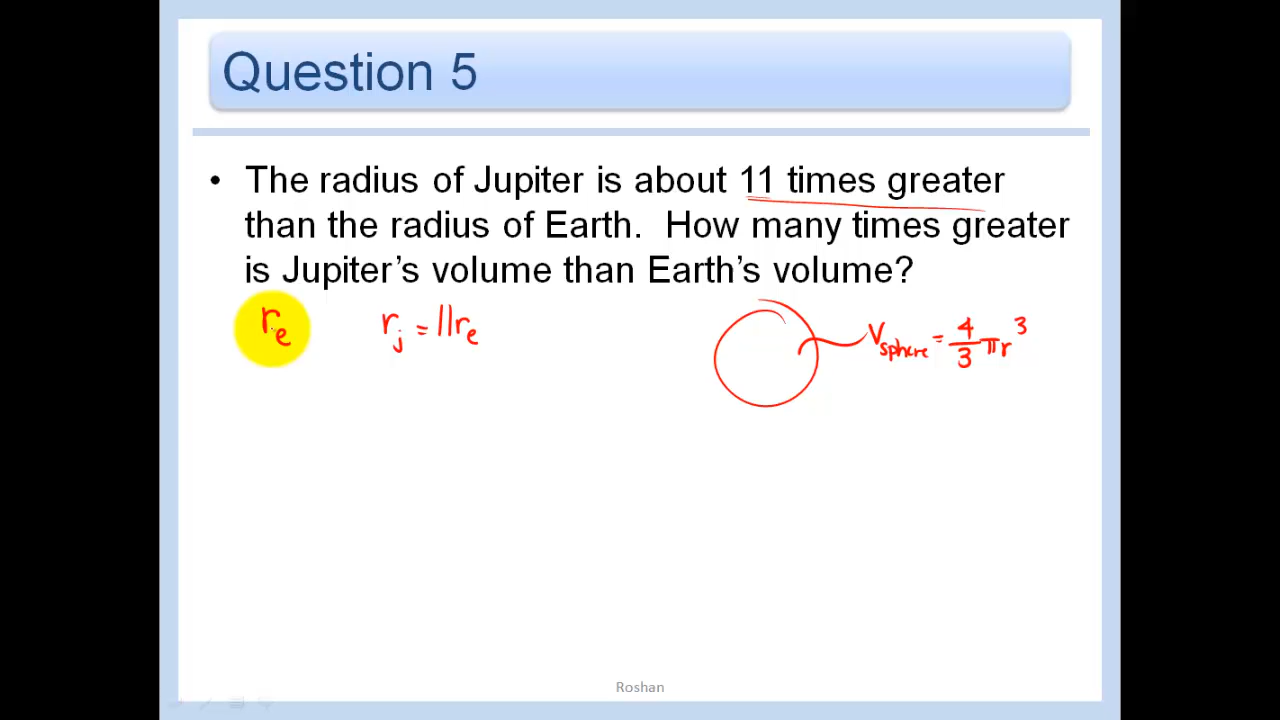 Question 5
• The radius of Jupiter is about 11 times greater
than the radius of Earth.  How many times greater
is Jupiter's volume than Earth's volume?
rₑ    rⱼ = 11rₑ    V sphere = 4/3 πr³
Roshan